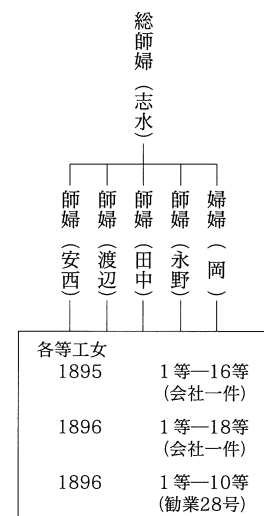 総師婦（志水）
師婦（安西）
師婦（渡辺）
師婦（田中）
師婦（永野）
婦婦（岡）
各等工女
1895 1等―16等
(会社一件)
1896 1等―18等
(会社一件)
1896 1等―10等
(勧業28号)